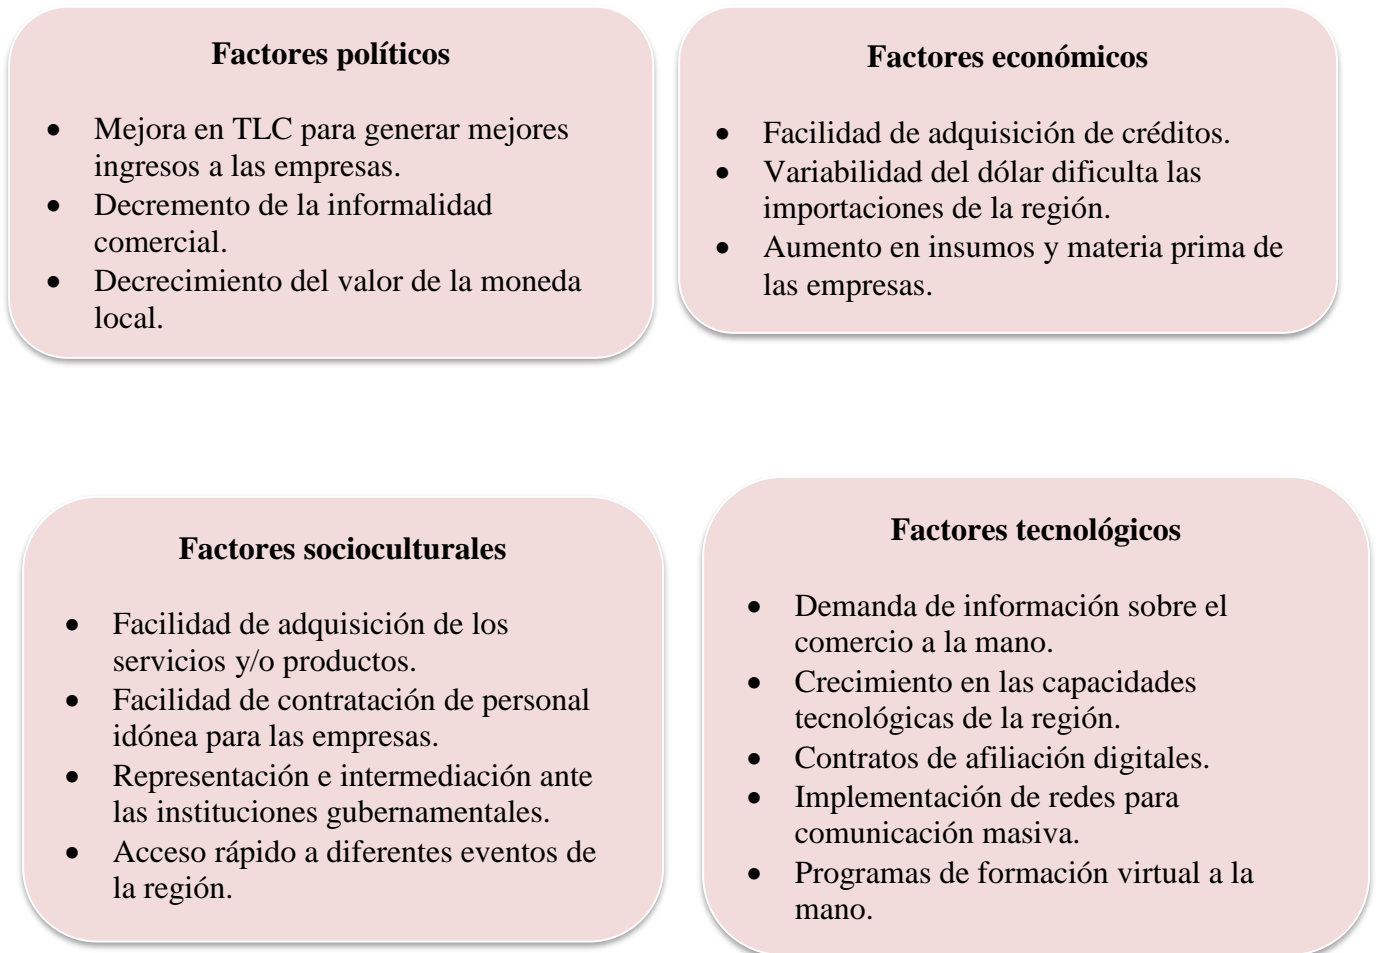 Factores políticos
• Mejora en TLC para generar mejores
ingresos a las empresas.
• Decremento de la informalidad
comercial.
• Decrecimiento del valor de la moneda
local.
Factores económicos
• Facilidad de adquisición de créditos.
• Variabilidad del dólar dificulta las
importaciones de la región.
• Aumento en insumos y materia prima de
las empresas.
Factores socioculturales
• Facilidad de adquisición de los
servicios y/o productos.
• Facilidad de contratación de personal
idónea para las empresas.
• Representación e intermediación ante
las instituciones gubernamentales.
• Acceso rápido a diferentes eventos de
la región.
Factores tecnológicos
• Demanda de información sobre el
comercio a la mano.
• Crecimiento en las capacidades
tecnológicas de la región.
• Contratos de afiliación digitales.
• Implementación de redes para
comunicación masiva.
• Programas de formación virtual a la
mano.